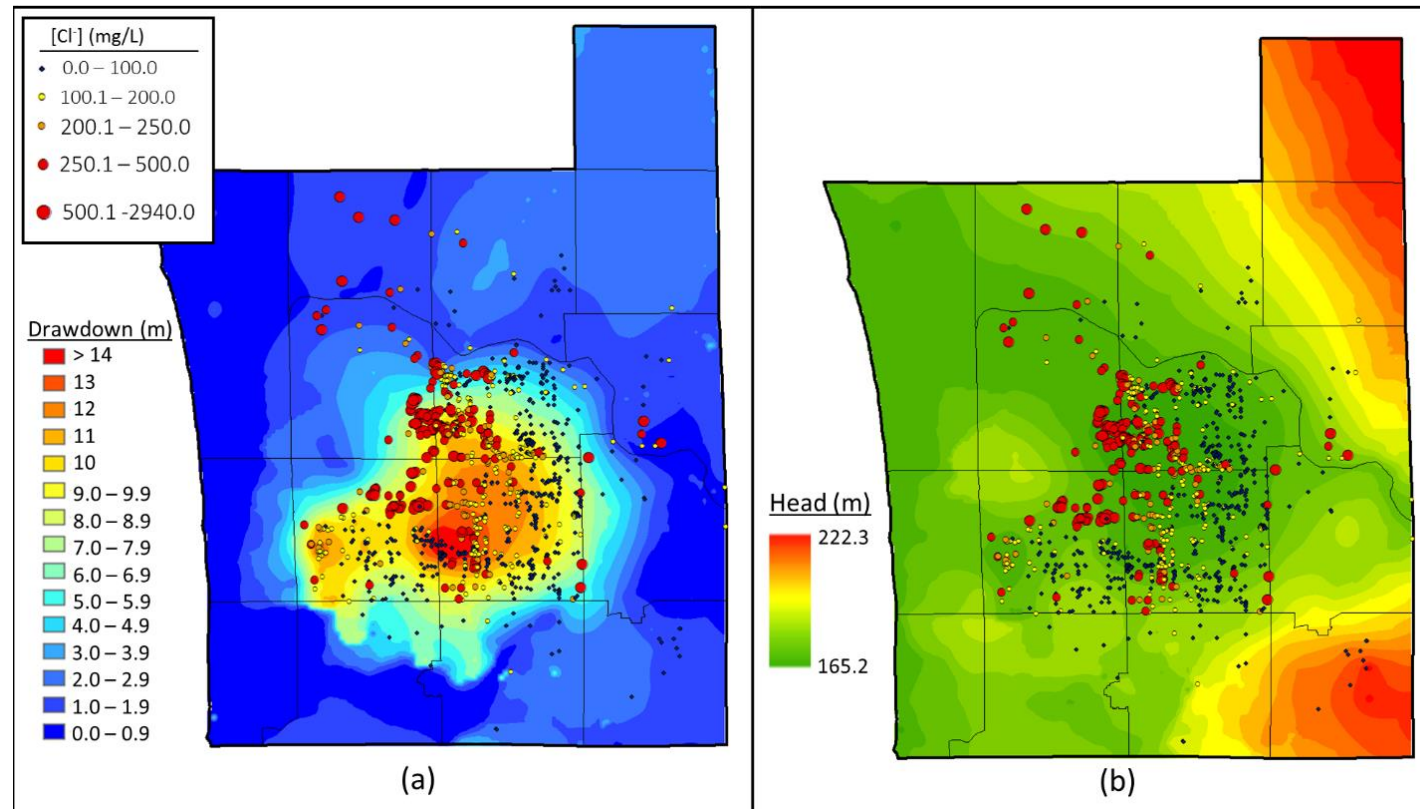 [Cl⁻] (mg/L)
0.0 – 100.0
100.1 – 200.0
200.1 – 250.0
250.1 – 500.0
500.1 -2940.0
Drawdown (m)
> 14
13
12
11
10
9.0 – 9.9
8.0 – 8.9
7.0 – 7.9
6.0 – 6.9
5.0 – 5.9
4.0 – 4.9
3.0 – 3.9
2.0 – 2.9
1.0 – 1.9
0.0 – 0.9
(a)
Head (m)
222.3
165.2
(b)